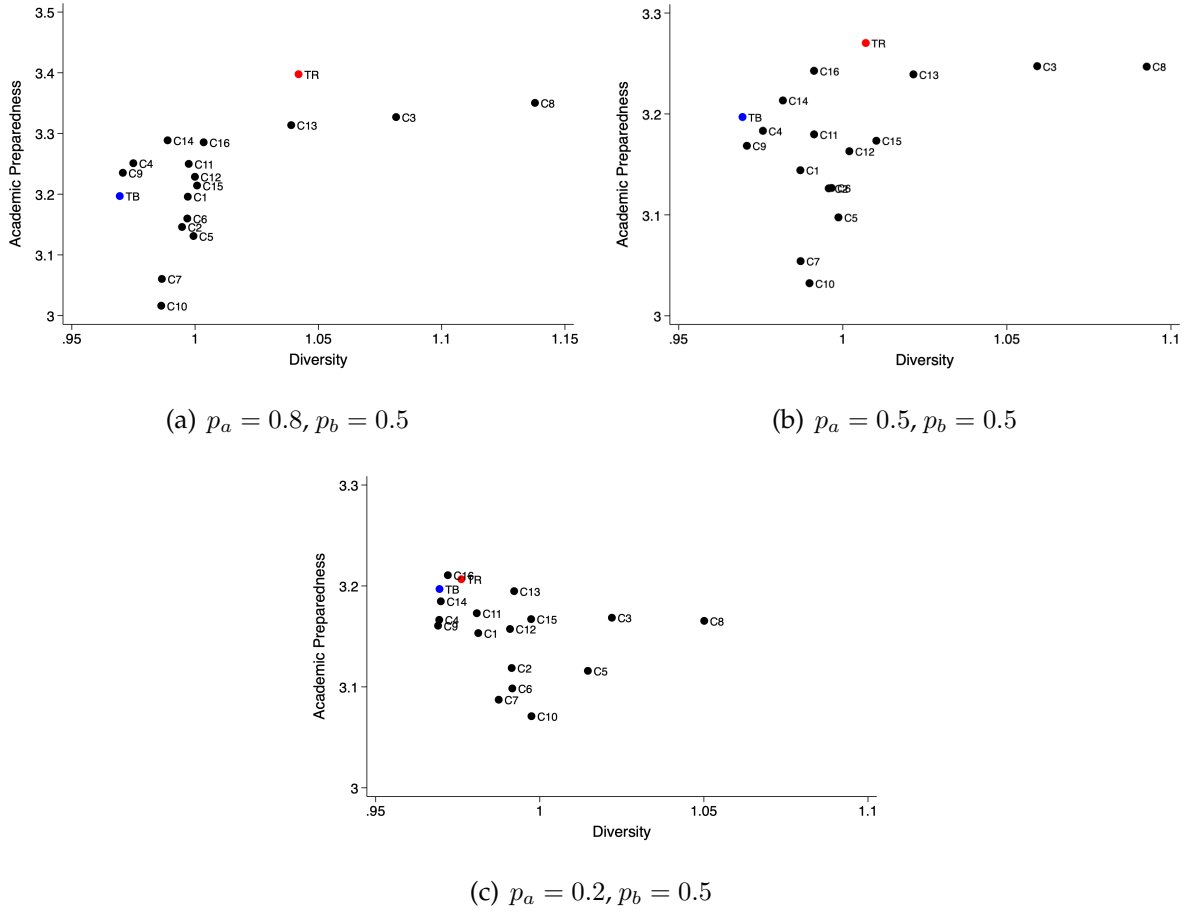 3.5
3.4
3.3
3.2
3.1
3
Academic Preparedness
TR
C8
C3
C13
C14
C16
C4
C11
C9
C12
C15
TB
C1
C6
C2
C5
C7
C10
.95
1
1.05
1.1
1.15
Diversity
(a) pₐ = 0.8, p_b = 0.5
3.3
3.2
3.1
3
Academic Preparedness
TR
C16
C13
C3
C8
C14
TB
C4
C11
C15
C9
C12
C1
C2
C6
C5
C7
C10
.95
1
1.05
1.1
Diversity
(b) pₐ = 0.5, p_b = 0.5
3.3
3.2
3.1
3
Academic Preparedness
C16
TR
TB
C13
C14
C11
C4
C15
C3
C8
C9
C1
C12
C2
C5
C6
C7
C10
.95
1
1.05
1.1
Diversity
(c) pₐ = 0.2, p_b = 0.5